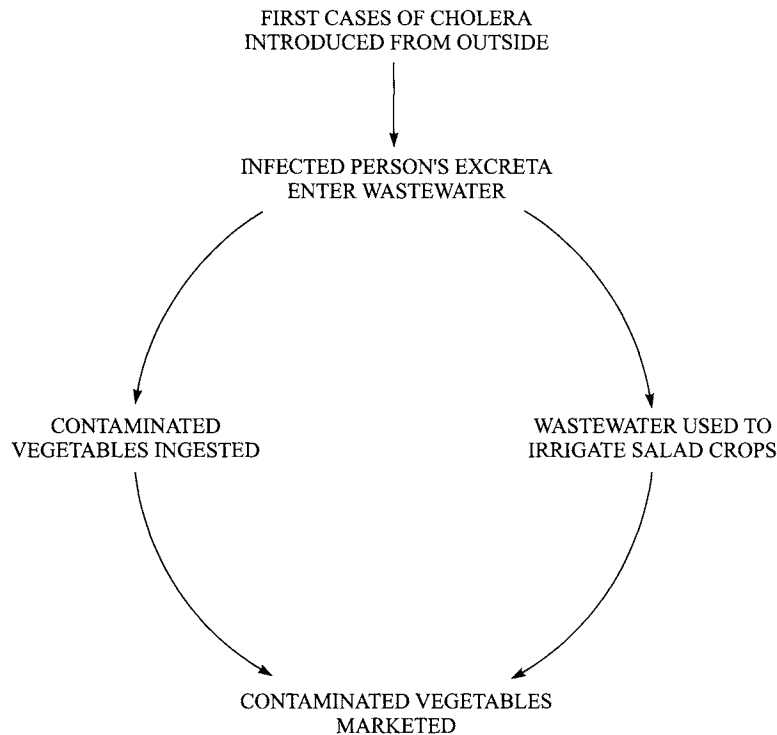 FIRST CASES OF CHOLERA
INTRODUCED FROM OUTSIDE
INFECTED PERSON'S EXCRETA
ENTER WASTEWATER
CONTAMINATED
VEGETABLES INGESTED
WASTEWATER USED TO
IRRIGATE SALAD CROPS
CONTAMINATED VEGETABLES
MARKETED